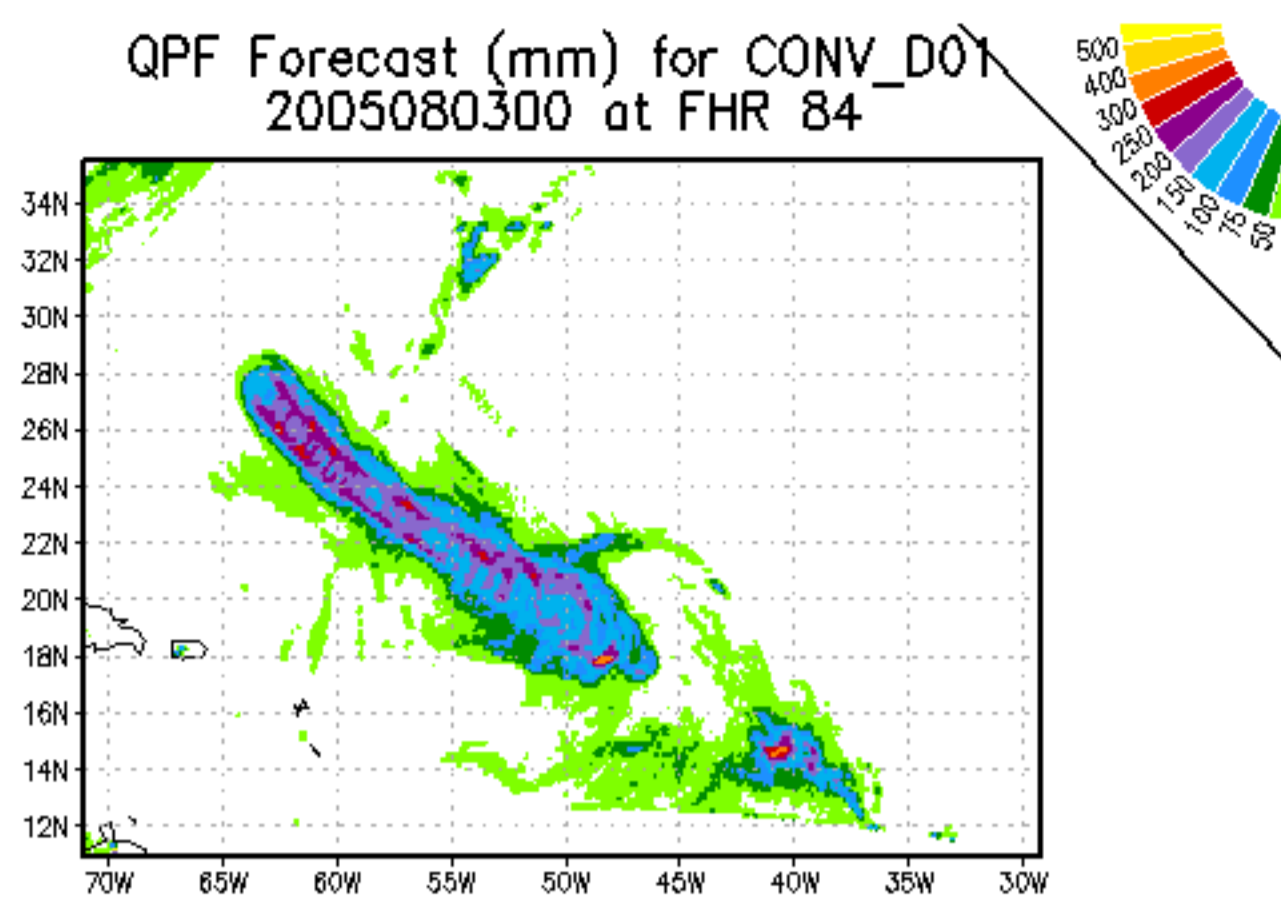 QPF Forecast (mm) for CONV_D01
2005080300 at FHR 84
500
400
300
250
200
150
100
75
50
34N
32N
30N
28N
26N
24N
22N
20N
18N
16N
14N
12N
70W 65W 60W 55W 50W 45W 40W 35W 30W